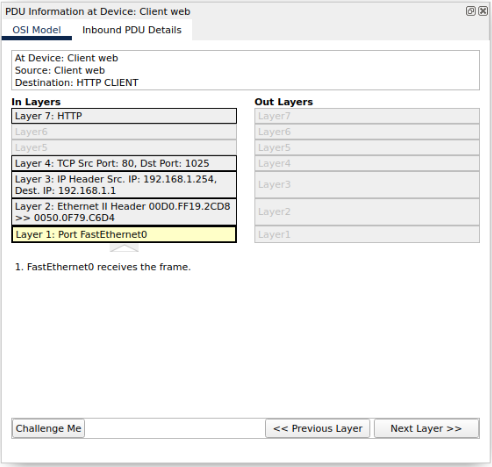 PDU Information at Device: Client web
OSI Model
Inbound PDU Details
At Device: Client web
Source: Client web
Destination: HTTP CLIENT
In Layers
Layer 7: HTTP
Layer6
Layer5
Layer 4: TCP Src Port: 80, Dst Port: 1025
Layer 3: IP Header Src. IP: 192.168.1.254,
Dest. IP: 192.168.1.1
Layer 2: Ethernet II Header 00D0.FF19.2CD8
>> 0050.0F79.C6D4
Layer 1: Port FastEthernet0
Out Layers
Layer7
Layer6
Layer5
Layer4
Layer3
Layer2
Layer1
1. FastEthernet0 receives the frame.
Challenge Me
<< Previous Layer
Next Layer >>